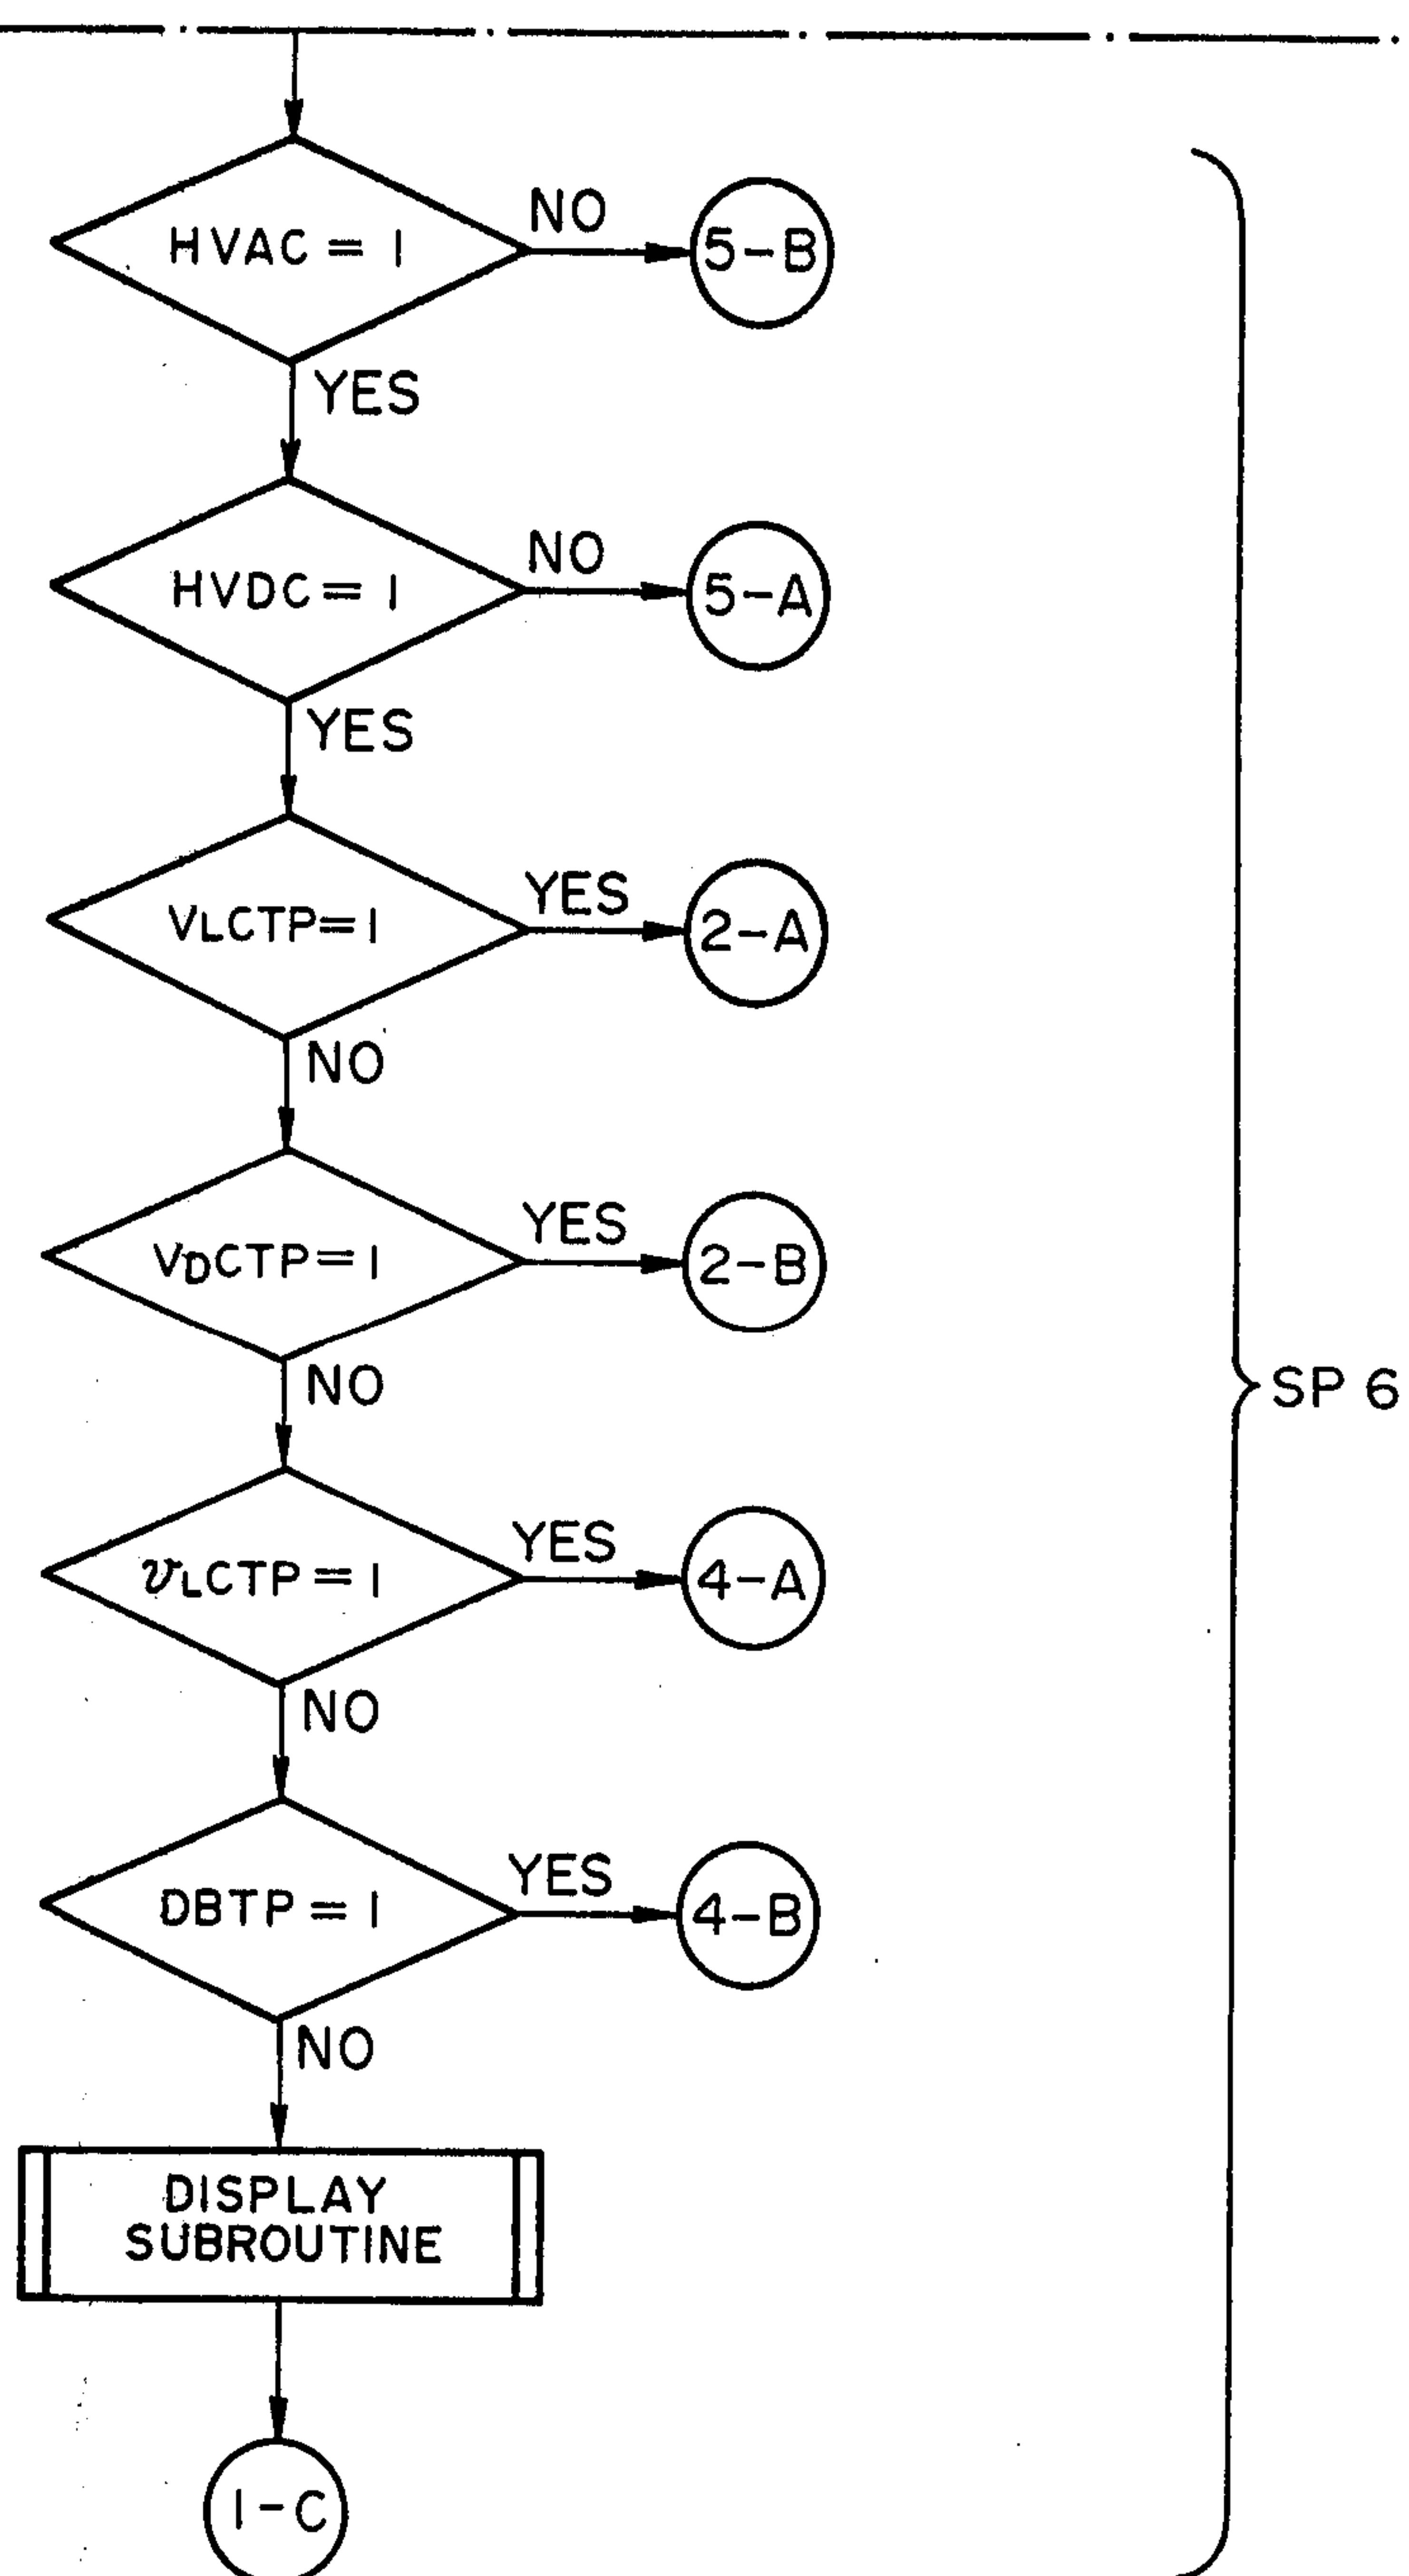 HVAC = 1
NO
5-B
YES
HVDC = 1
NO
5-A
YES
VLCTP=1
YES
2-A
NO
VDCTP=1
YES
2-B
NO
SP 6
vLCTP = 1
YES
4-A
NO
DBTP = 1
YES
4-B
NO
DISPLAY
SUBROUTINE
1-C